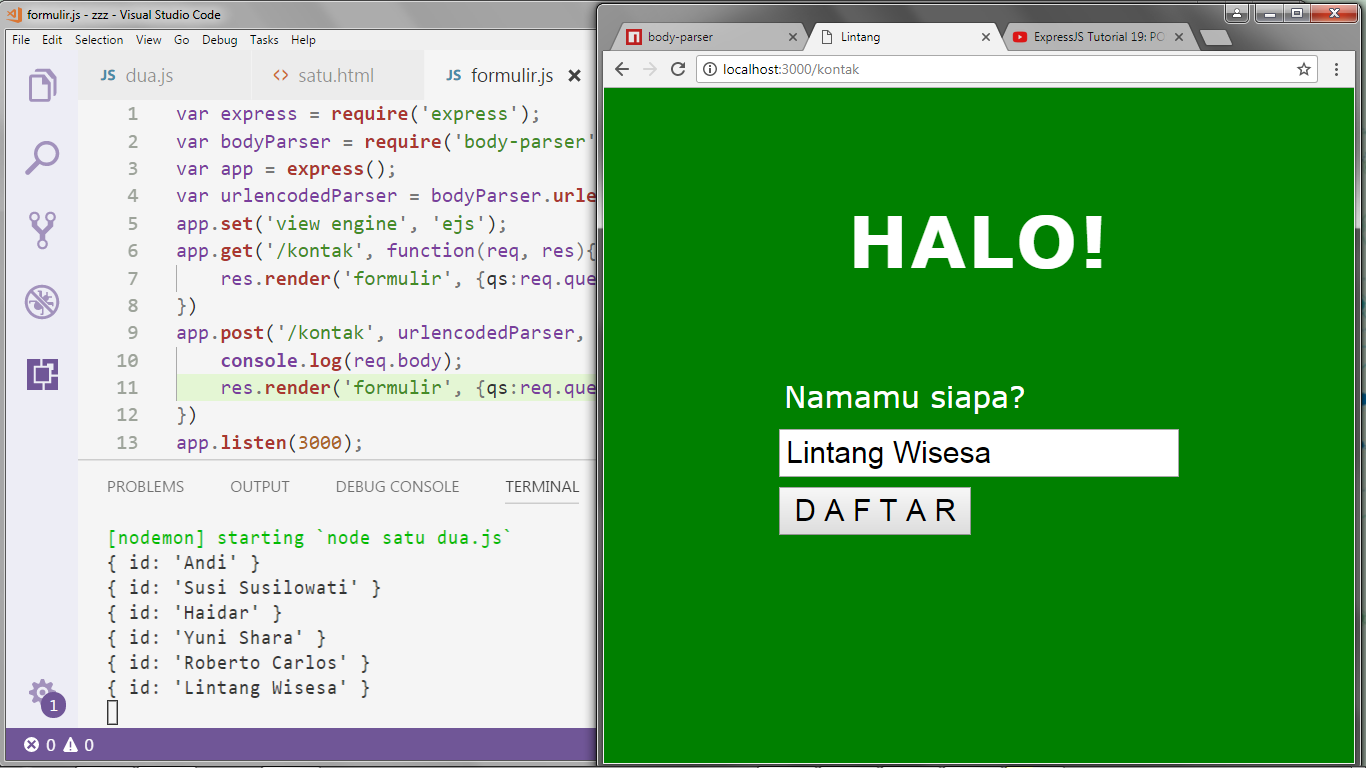 formulir.js - zzz - Visual Studio Code
File Edit Selection View Go Debug Tasks Help
JS dua.js <> satu.html JS formulir.js
1 var express = require('express');
2 var bodyParser = require('body-parser'
3 var app = express();
4 var urlencodedParser = bodyParser.urle
5 app.set('view engine', 'ejs');
6 app.get('/kontak', function(req, res){
7 res.render('formulir', {qs:req.que
8 })
9 app.post('/kontak', urlencodedParser,
10 console.log(req.body);
11 res.render('formulir', {qs:req.que
12 })
13 app.listen(3000);
PROBLEMS OUTPUT DEBUG CONSOLE TERMINAL
[nodemon] starting `node satu dua.js`
{ id: 'Andi' }
{ id: 'Susi Susilowati' }
{ id: 'Haidar' }
{ id: 'Yuni Shara' }
{ id: 'Roberto Carlos' }
{ id: 'Lintang Wisesa' }
1
0 0
body-parser Lintang ExpressJS Tutorial 19: PO
localhost:3000/kontak
HALO!
Namamu siapa?
Lintang Wisesa
D A F T A R